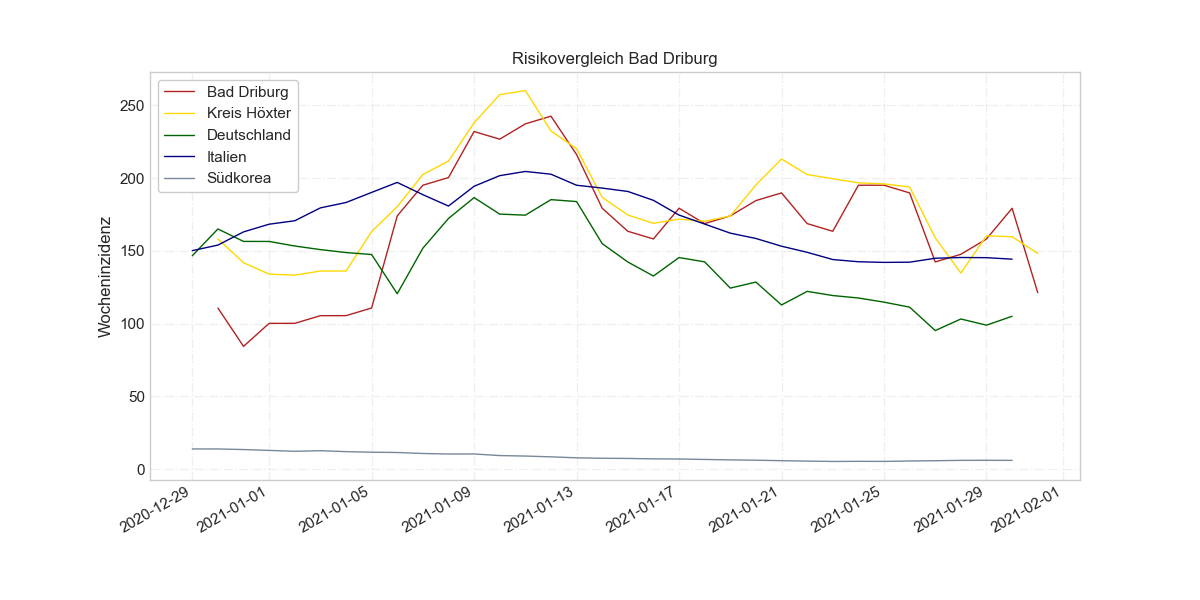 Risikovergleich Bad Driburg
Bad Driburg
Kreis Höxter
Deutschland
Italien
Südkorea
Wocheninzidenz
250
200
150
100
50
0
2020-12-29
2021-01-01
2021-01-05
2021-01-09
2021-01-13
2021-01-17
2021-01-21
2021-01-25
2021-01-29
2021-02-01